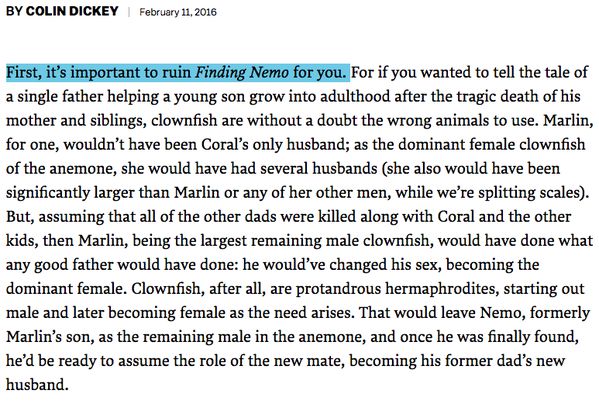 BY COLIN DICKEY | February 11, 2016
First, it’s important to ruin Finding Nemo for you. For if you wanted to tell the tale of
a single father helping a young son grow into adulthood after the tragic death of his
mother and siblings, clownfish are without a doubt the wrong animals to use. Marlin,
for one, wouldn’t have been Coral’s only husband; as the dominant female clownfish
of the anemone, she would have had several husbands (she also would have been
significantly larger than Marlin or any of her other men, while we’re splitting scales).
But, assuming that all of the other dads were killed along with Coral and the other
kids, then Marlin, being the largest remaining male clownfish, would have done what
any good father would have done: he would’ve changed his sex, becoming the
dominant female. Clownfish, after all, are protandrous hermaphrodites, starting out
male and later becoming female as the need arises. That would leave Nemo, formerly
Marlin’s son, as the remaining male in the anemone, and once he was finally found,
he’d be ready to assume the role of the new mate, becoming his former dad’s new
husband.